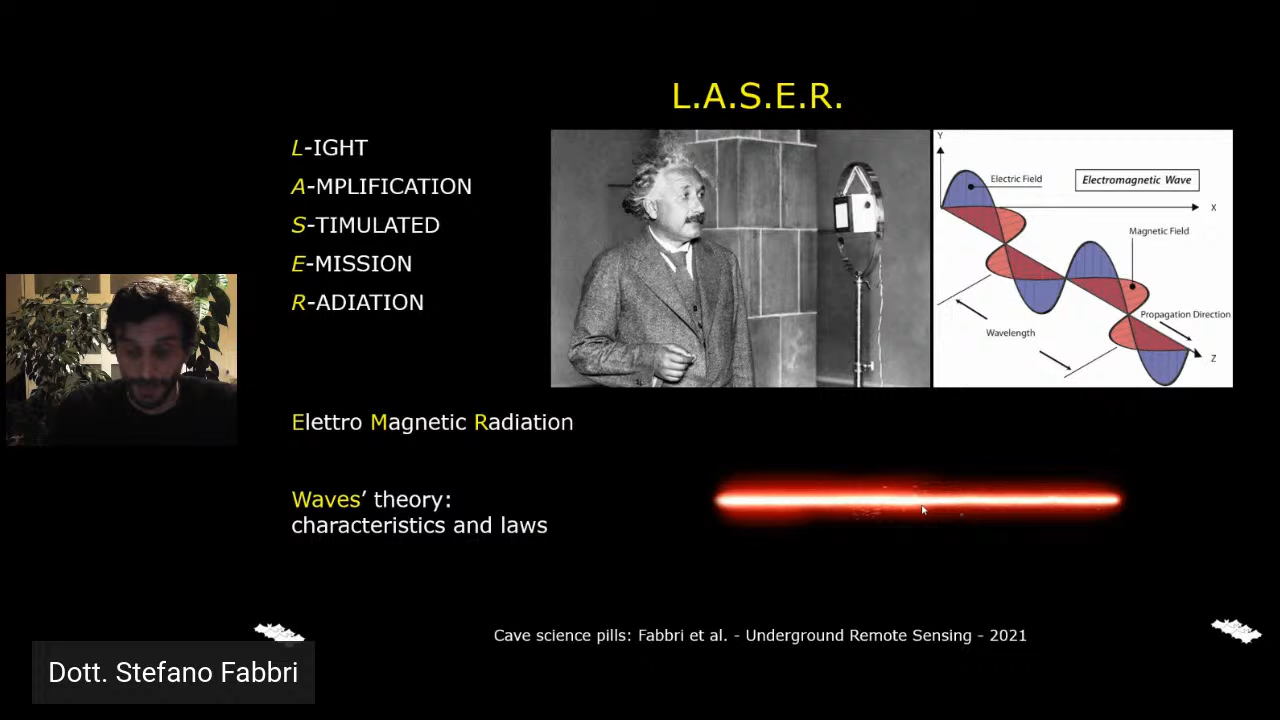 L.A.S.E.R.
L-IGHT
A-MPLIFICATION
S-TIMULATED
E-MISSION
R-ADIATION
Y
Electric Field
Electromagnetic Wave
X
Magnetic Field
Propagation Direction
Wavelength
Z
Elettro Magnetic Radiation
Waves’ theory:
characteristics and laws
Cave science pills: Fabbri et al. - Underground Remote Sensing - 2021
Dott. Stefano Fabbri